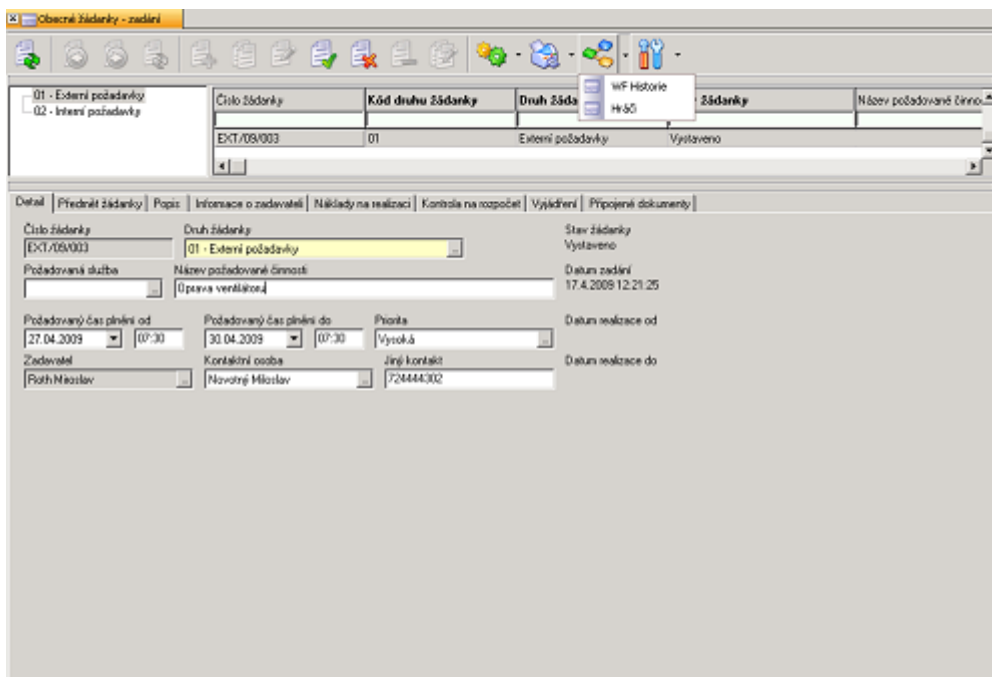 Obecné žádanky - zadání
WF Historie
Hráči
01 - Externí požadavky
02 - Interní požadavky
Číslo žádanky Kód druhu žádanky Druh žáda žádanky Název požadované činno
EXT/09/003 01 Externí požadavky Vystaveno
Detail Předmět žádanky Popis Informace o zadavateli Náklady na realizaci Kontrola na rozpočet Vyjádření Připojené dokumenty
Číslo žádanky Druh žádanky Stav žádanky
EXT/09/003 01 - Externí požadavky Vystaveno
Požadovaná služba Název požadované činnosti Datum zadání
Oprava ventilátoru 17.4.2009 12:21:25
Požadovaný čas plnění od Požadovaný čas plnění do Priorita Datum realizace od
27.04.2009 07:30 30.04.2009 07:30 Vysoká
Zadavatel Kontaktní osoba Jiný kontakt Datum realizace do
Roth Miroslav Novotný Miloslav 724444302